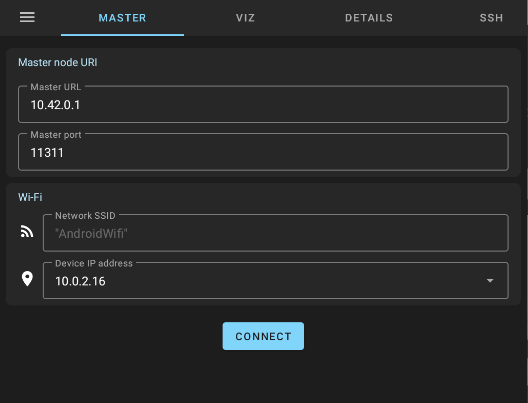 MASTER VIZ DETAILS SSH
Master node URI
Master URL
10.42.0.1
Master port
11311
Wi-Fi
Network SSID
"AndroidWifi"
Device IP address
10.0.2.16
CONNECT